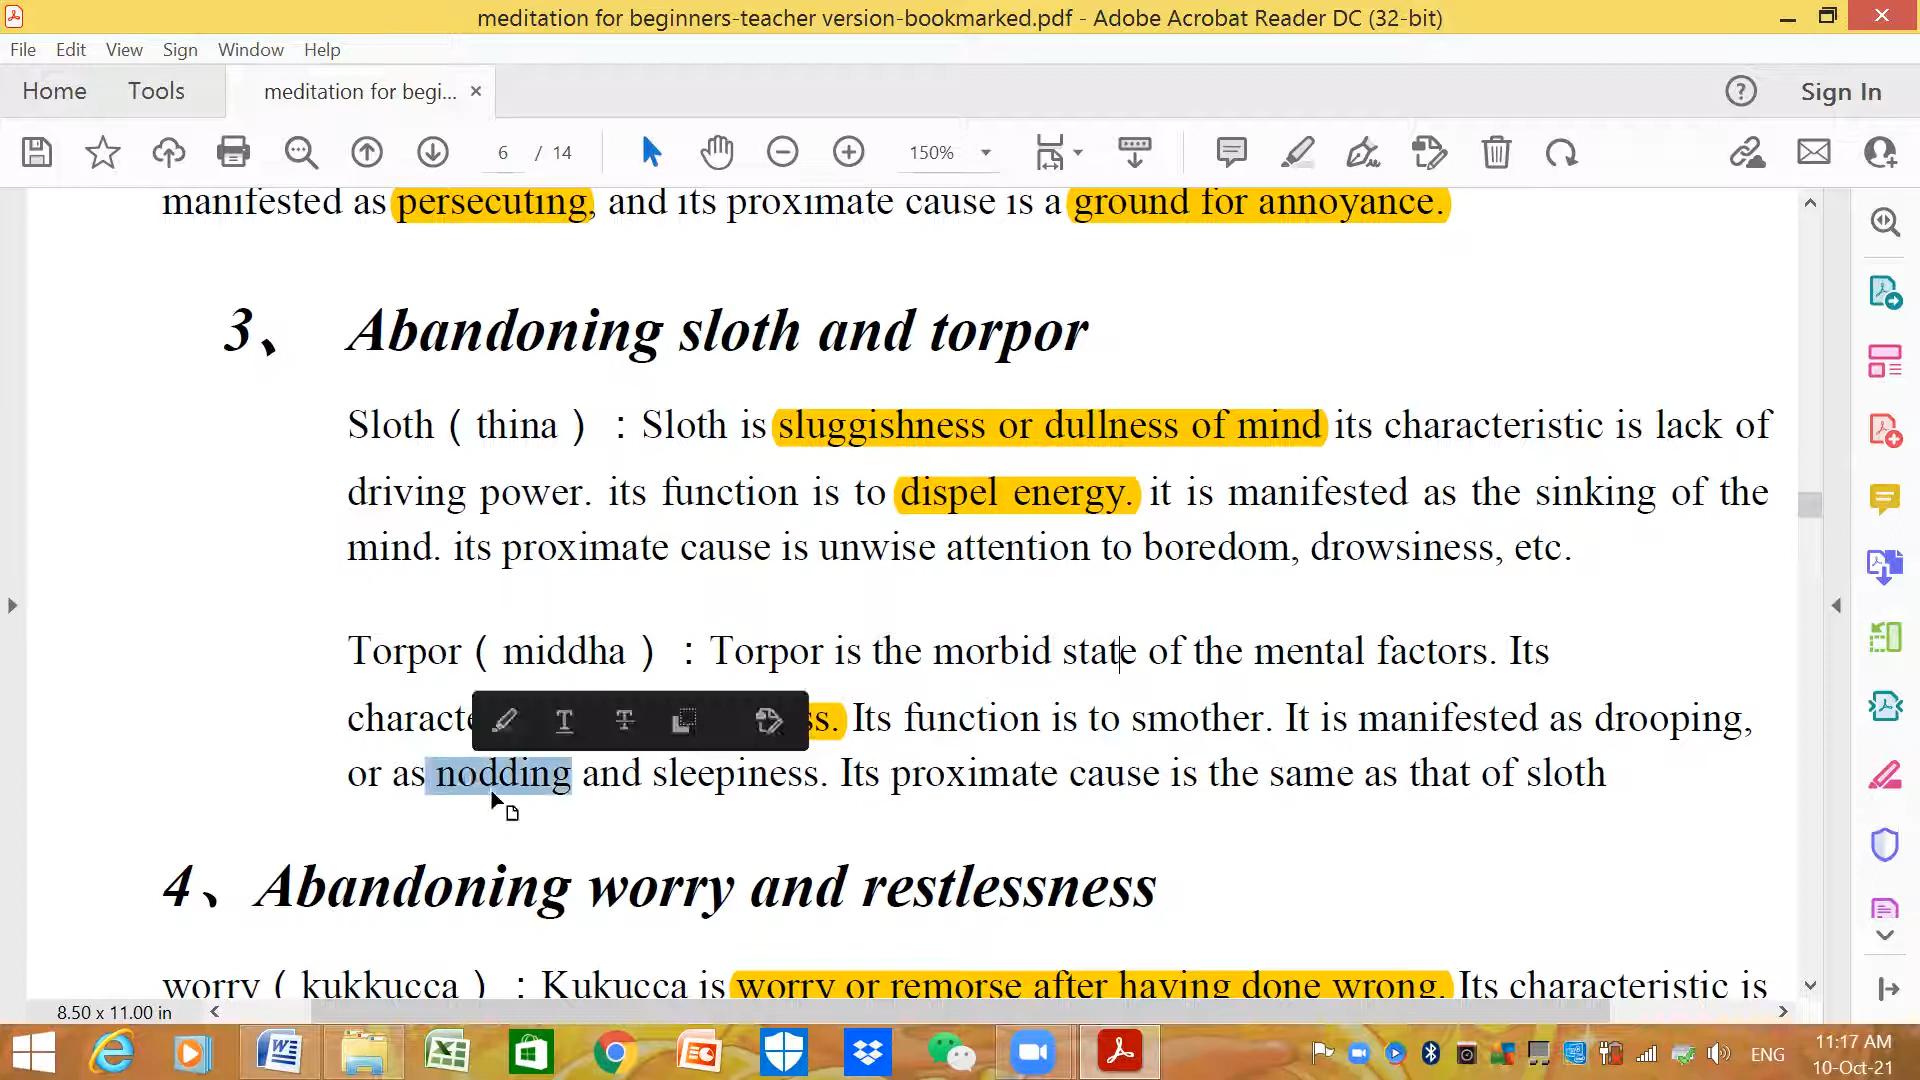 meditation for beginners-teacher version-bookmarked.pdf - Adobe Acrobat Reader DC (32-bit)
File Edit View Sign Window Help
Home Tools meditation for begi... × Sign In
6 / 14 150%
manifested as persecuting, and its proximate cause is a ground for annoyance.
3、 Abandoning sloth and torpor
Sloth（thina）：Sloth is sluggishness or dullness of mind its characteristic is lack of
driving power. its function is to dispel energy. it is manifested as the sinking of the
mind. its proximate cause is unwise attention to boredom, drowsiness, etc.
Torpor（middha）：Torpor is the morbid state of the mental factors. Its
characte ss. Its function is to smother. It is manifested as drooping,
or as nodding and sleepiness. Its proximate cause is the same as that of sloth
4、Abandoning worry and restlessness
worry（kukkucca）：Kukucca is worry or remorse after having done wrong. Its characteristic is
8.50 x 11.00 in
ENG
11:17 AM
10-Oct-21